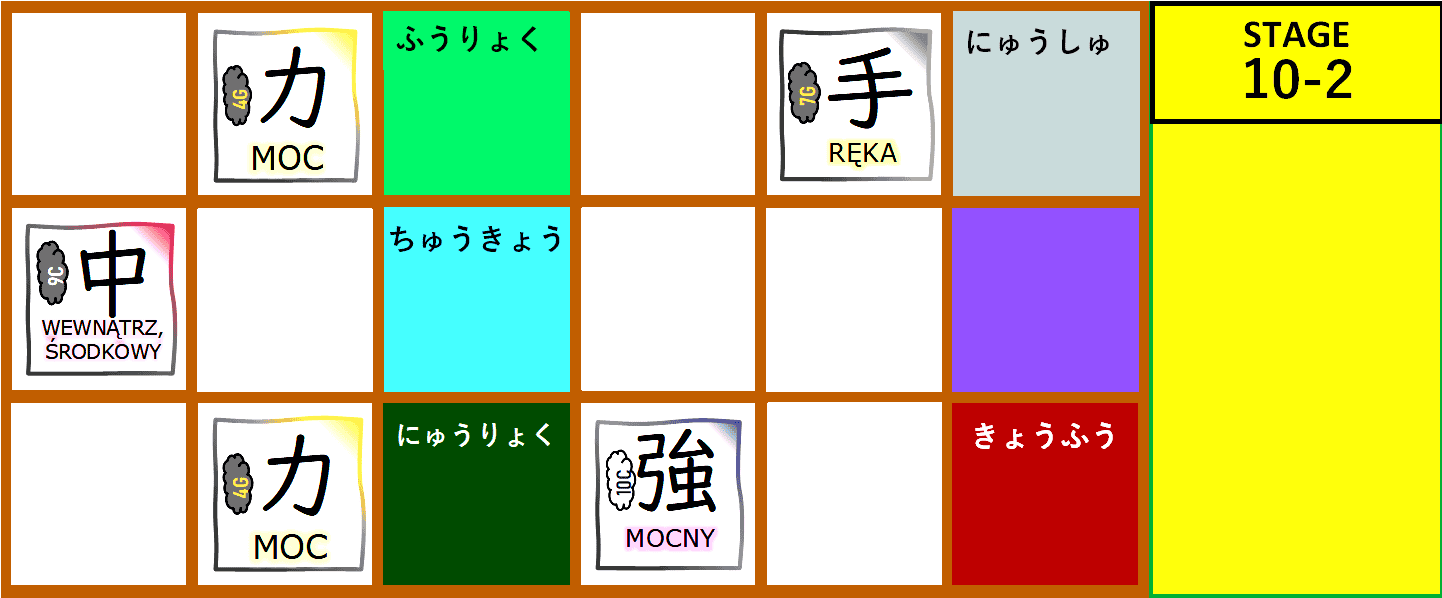 4G
力
MOC
ふうりょく
7G
手
RĘKA
にゅうしゅ
STAGE
10-2
9C
中
WEWNĄTRZ,
ŚRODKOWY
ちゅうきょう
4G
力
MOC
にゅうりょく
10C
強
MOCNY
きょうふう